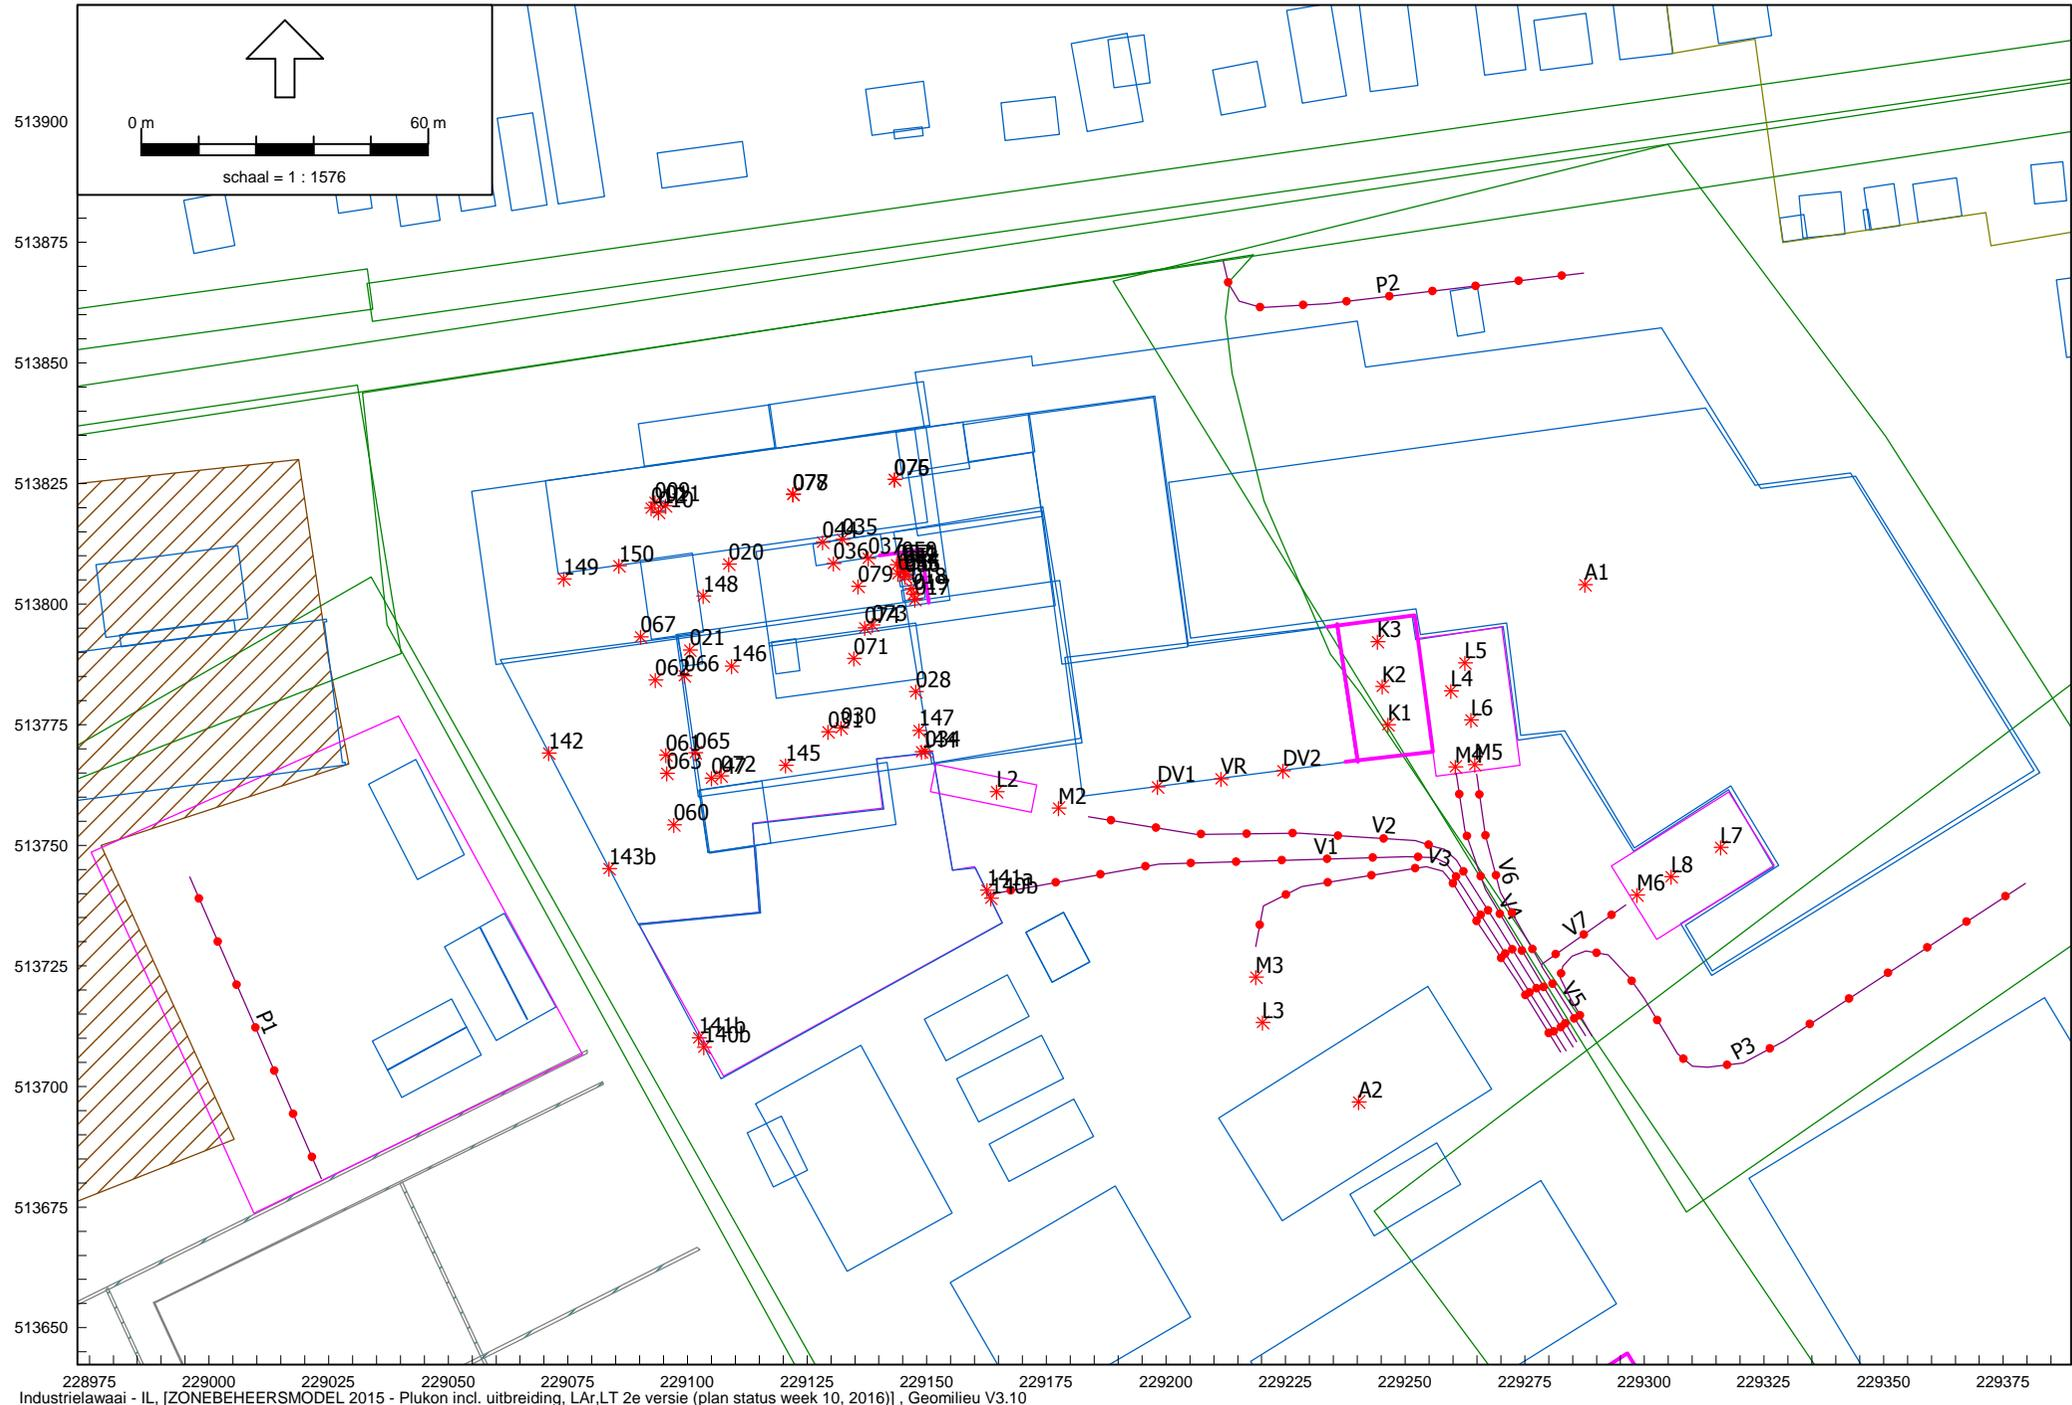 0 m 60 m
schaal = 1 : 1576
513900
513875
513850
513825
513800
513775
513750
513725
513700
513675
513650
P2
A1
149
150
020
148
044
035
036
037
079
067
021
146
062
066
071
028
147
142
061
065
063
072
145
060
143b
141a
140b
141b
140b
L2
M2
DV1
VR
DV2
K3
K2
K1
L5
L4
L6
M4
M5
L7
L8
M6
V2
V1
V3
V6
V4
V7
V5
M3
L3
A2
P3
P1
228975 229000 229025 229050 229075 229100 229125 229150 229175 229200 229225 229250 229275 229300 229325 229350 229375
Industrielawaai - IL, [ZONEBEHEERSMODEL 2015 - Plukon incl. uitbreiding, LAr,LT 2e versie (plan status week 10, 2016)] , Geomilieu V3.10